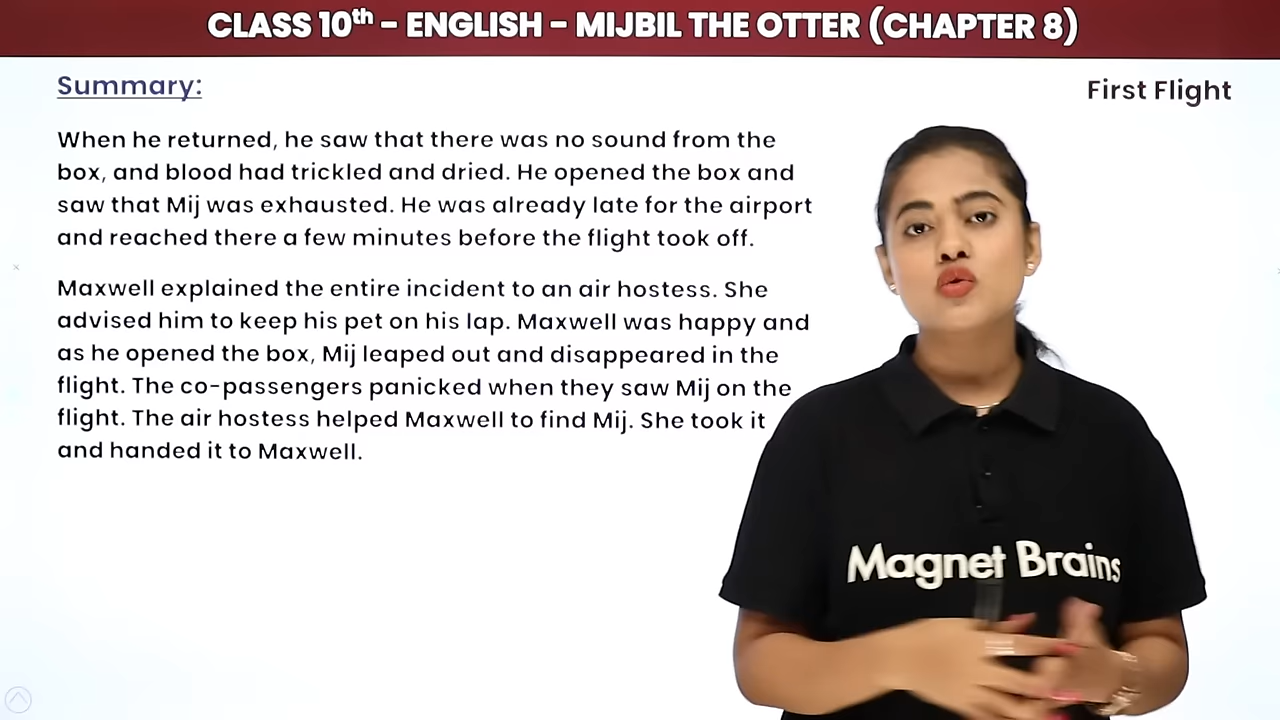 CLASS 10th - ENGLISH - MIJBIL THE OTTER (CHAPTER 8)
Summary:
First Flight
When he returned, he saw that there was no sound from the
box, and blood had trickled and dried. He opened the box and
saw that Mij was exhausted. He was already late for the airport
and reached there a few minutes before the flight took off.
Maxwell explained the entire incident to an air hostess. She
advised him to keep his pet on his lap. Maxwell was happy and
as he opened the box, Mij leaped out and disappeared in the
flight. The co-passengers panicked when they saw Mij on the
flight. The air hostess helped Maxwell to find Mij. She took it
and handed it to Maxwell.
Magnet Brains